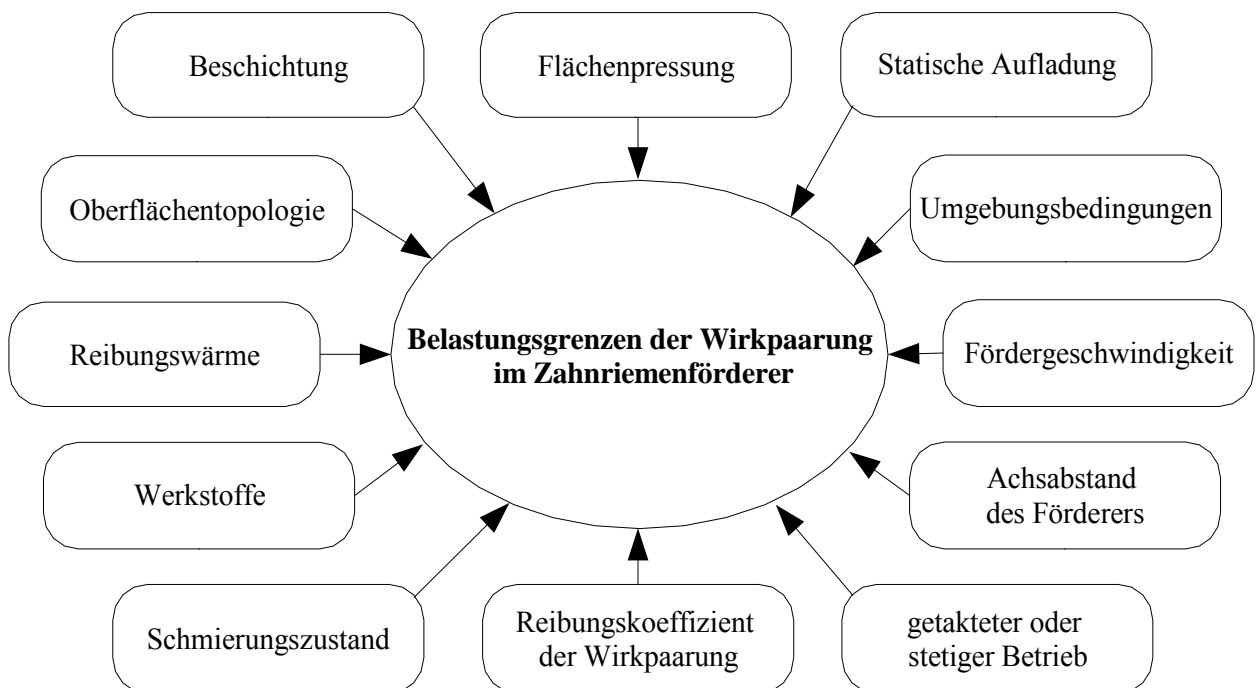 Beschichtung
Flächenpressung
Statische Aufladung
Oberflächentopologie
Umgebungsbedingungen
Reibungswärme
Belastungsgrenzen der Wirkpaarung
im Zahnriemenförderer
Fördergeschwindigkeit
Werkstoffe
Achsabstand
des Förderers
Schmierungszustand
Reibungskoeffizient
der Wirkpaarung
getakteter oder
stetiger Betrieb